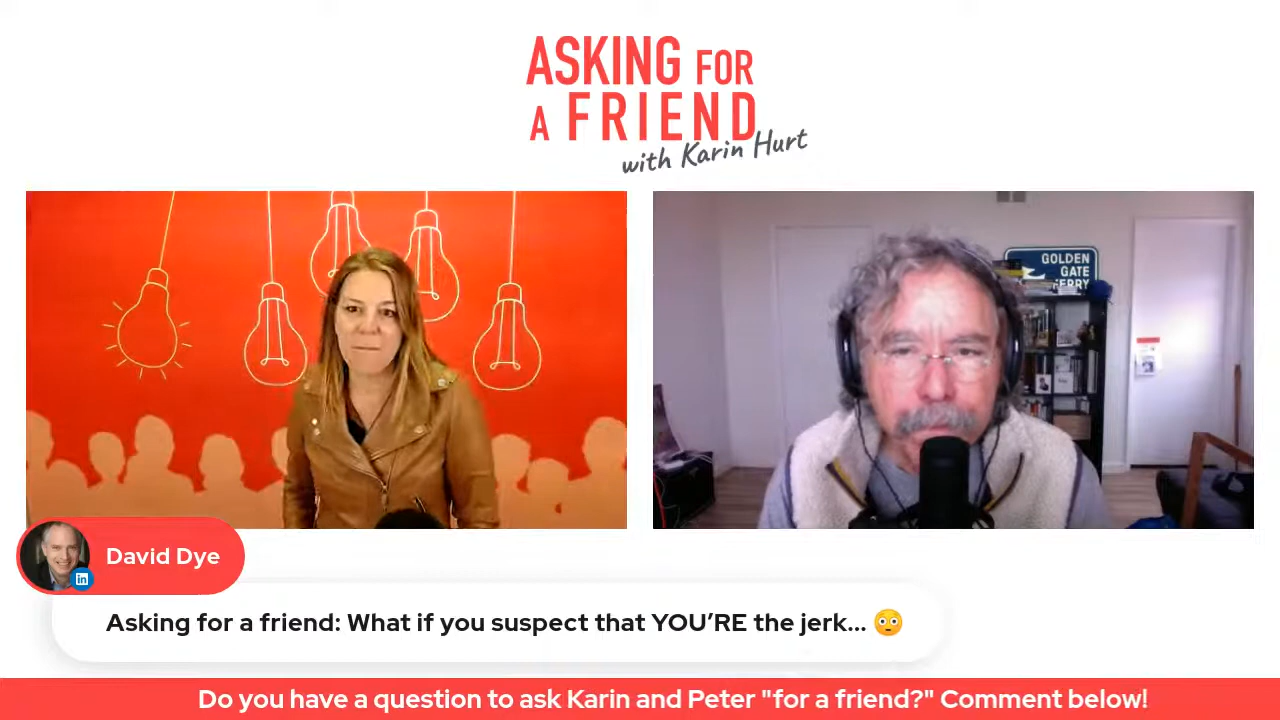 ASKING FOR
A FRIEND
with Karin Hurt
GOLDEN
GATE
David Dye
in
Asking for a friend: What if you suspect that YOU’RE the jerk... 😳
Do you have a question to ask Karin and Peter "for a friend?" Comment below!